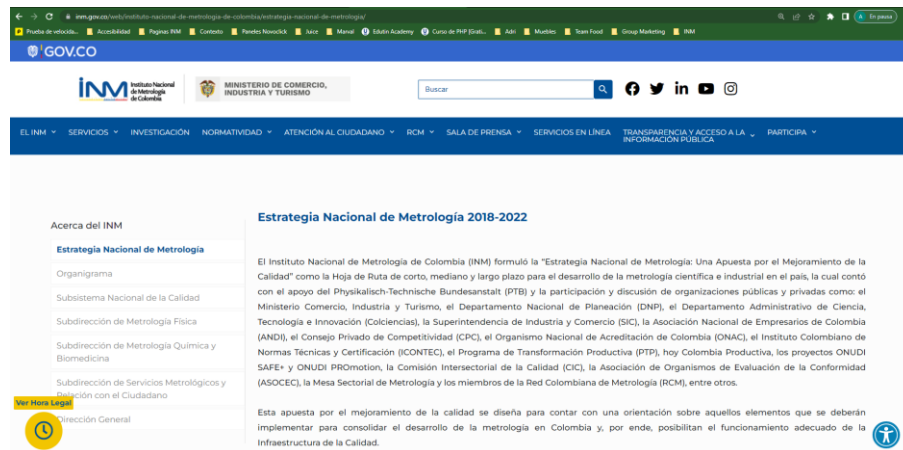 inm.gov.co/web/instituto-nacional-de-metrologia-de-colombia/estrategia-nacional-de-metrologia/
En pausa
Prueba de velocida... Accesibilidad Paginas INM Contexto Paneles Novoclick Juice Manual Udutin Academy Curso de PHP [Grati... Adri Muebles Team Food Group Marketing INM
GOV.CO
INM Instituto Nacional
de Metrología
de Colombia
MINISTERIO DE COMERCIO,
INDUSTRIA Y TURISMO
Buscar
EL INM SERVICIOS INVESTIGACIÓN NORMATIVIDAD ATENCIÓN AL CIUDADANO RCM SALA DE PRENSA SERVICIOS EN LÍNEA TRANSPARENCIA Y ACCESO A LA PARTICIPA
INFORMACIÓN PÚBLICA
Acerca del INM
Estrategia Nacional de Metrología
Organigrama
Subsistema Nacional de la Calidad
Subdirección de Metrología Física
Subdirección de Metrología Química y
Biomedicina
Subdirección de Servicios Metrológicos y
Relación con el Ciudadano
Dirección General
Ver Hora Legal
Estrategia Nacional de Metrología 2018-2022
El Instituto Nacional de Metrología de Colombia (INM) formuló la "Estrategia Nacional de Metrología: Una Apuesta por el Mejoramiento de la
Calidad" como la Hoja de Ruta de corto, mediano y largo plazo para el desarrollo de la metrología científica e industrial en el país, la cual contó
con el apoyo del Physikalisch-Technische Bundesanstalt (PTB) y la participación y discusión de organizaciones públicas y privadas como: el
Ministerio Comercio, Industria y Turismo, el Departamento Nacional de Planeación (DNP), el Departamento Administrativo de Ciencia,
Tecnología e Innovación (Colciencias), la Superintendencia de Industria y Comercio (SIC), la Asociación Nacional de Empresarios de Colombia
(ANDI), el Consejo Privado de Competitividad (CPC), el Organismo Nacional de Acreditación de Colombia (ONAC), el Instituto Colombiano de
Normas Técnicas y Certificación (ICONTEC), el Programa de Transformación Productiva (PTP), hoy Colombia Productiva, los proyectos ONUDI
SAFE+ y ONUDI PROmotion, la Comisión Intersectorial de la Calidad (CIC), la Asociación de Organismos de Evaluación de la Conformidad
(ASOCEC), la Mesa Sectorial de Metrología y los miembros de la Red Colombiana de Metrología (RCM), entre otros.
Esta apuesta por el mejoramiento de la calidad se diseña para contar con una orientación sobre aquellos elementos que se deberán
implementar para consolidar el desarrollo de la metrología en Colombia y, por ende, posibilitan el funcionamiento adecuado de la
Infraestructura de la Calidad.